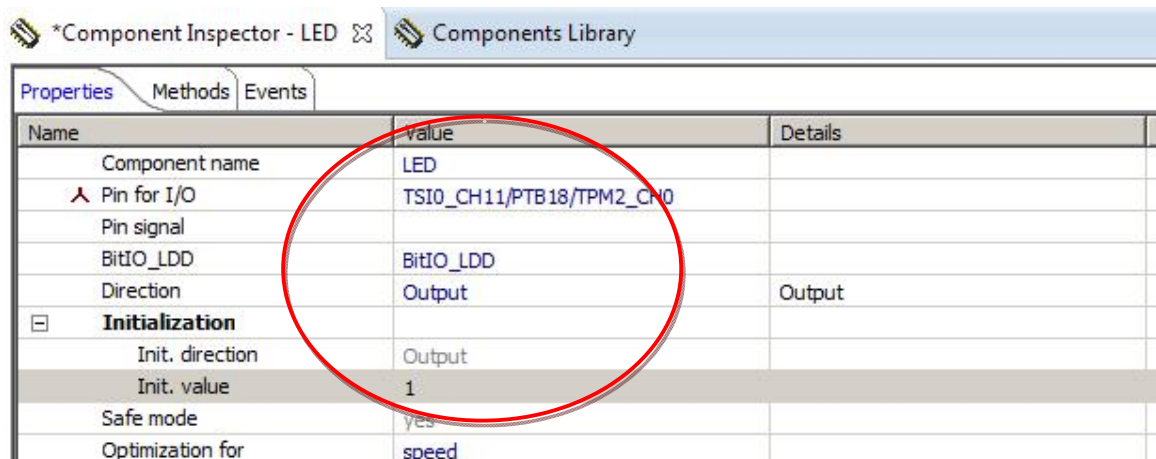 *Component Inspector - LED Components Library
Properties Methods Events
Name Value Details
Component name LED
Pin for I/O TSI0_CH11/PTB18/TPM2_CH0
Pin signal
BitIO_LDD BitIO_LDD
Direction Output Output
Initialization
Init. direction Output
Init. value 1
Safe mode yes
Optimization for speed